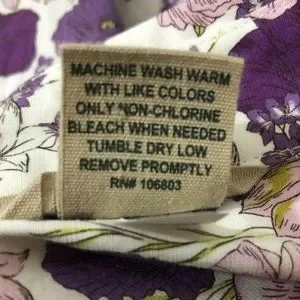 MACHINE WASH WARM
WITH LIKE COLORS
ONLY NON-CHLORINE
BLEACH WHEN NEEDED
TUMBLE DRY LOW
REMOVE PROMPTLY
RN# 106803